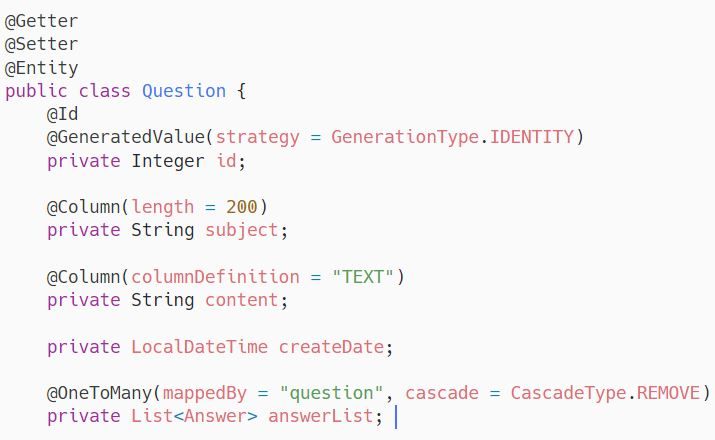 @Getter
@Setter
@Entity
public class Question {
    @Id
    @GeneratedValue(strategy = GenerationType.IDENTITY)
    private Integer id;

    @Column(length = 200)
    private String subject;

    @Column(columnDefinition = "TEXT")
    private String content;

    private LocalDateTime createDate;

    @OneToMany(mappedBy = "question", cascade = CascadeType.REMOVE)
    private List<Answer> answerList;